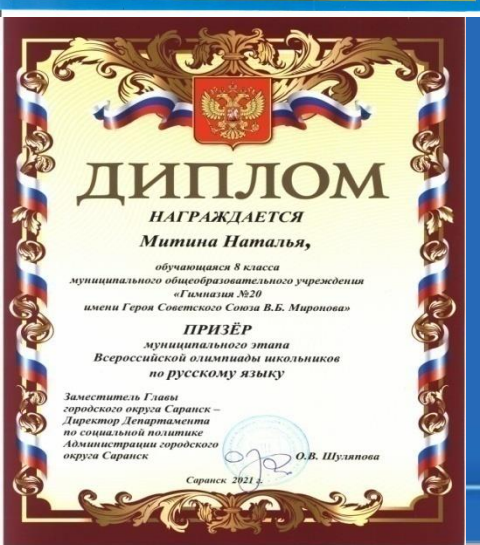 ДИПЛОМ
НАГРАЖДАЕТСЯ
Митина Наталья,
обучающаяся 8 класса
муниципального общеобразовательного учреждения
«Гимназия №20
имени Героя Советского Союза В.Б. Миронова»
ПРИЗЁР
муниципального этапа
Всероссийской олимпиады школьников
по русскому языку
Заместитель Главы
городского округа Саранск –
Директор Департамента
по социальной политике
Администрации городского
округа Саранск
О.В. Шуляпова
Саранск 2021 г.